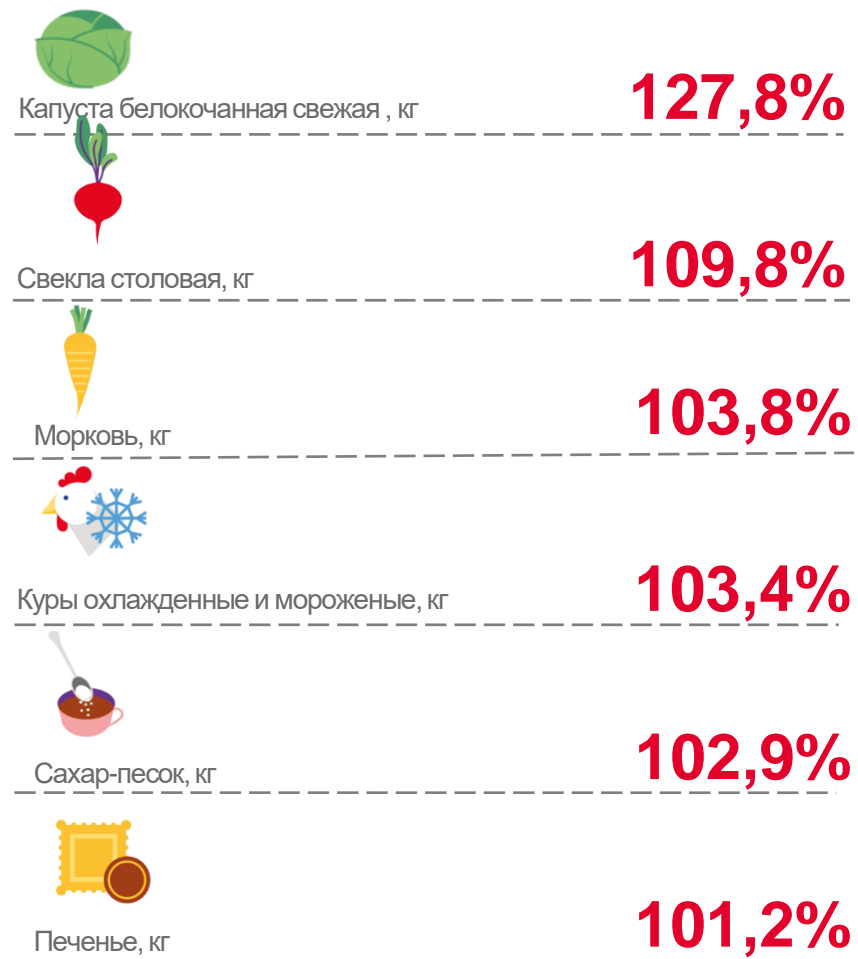 Капуста белокочанная свежая , кг
127,8%
Свекла столовая, кг
109,8%
Морковь, кг
103,8%
Куры охлажденные и мороженые, кг
103,4%
Сахар-песок, кг
102,9%
Печенье, кг
101,2%